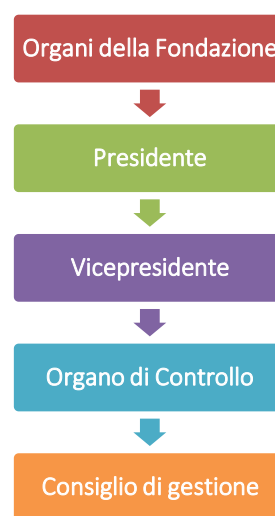 Organi della Fondazione
Presidente
Vicepresidente
Organo di Controllo
Consiglio di gestione